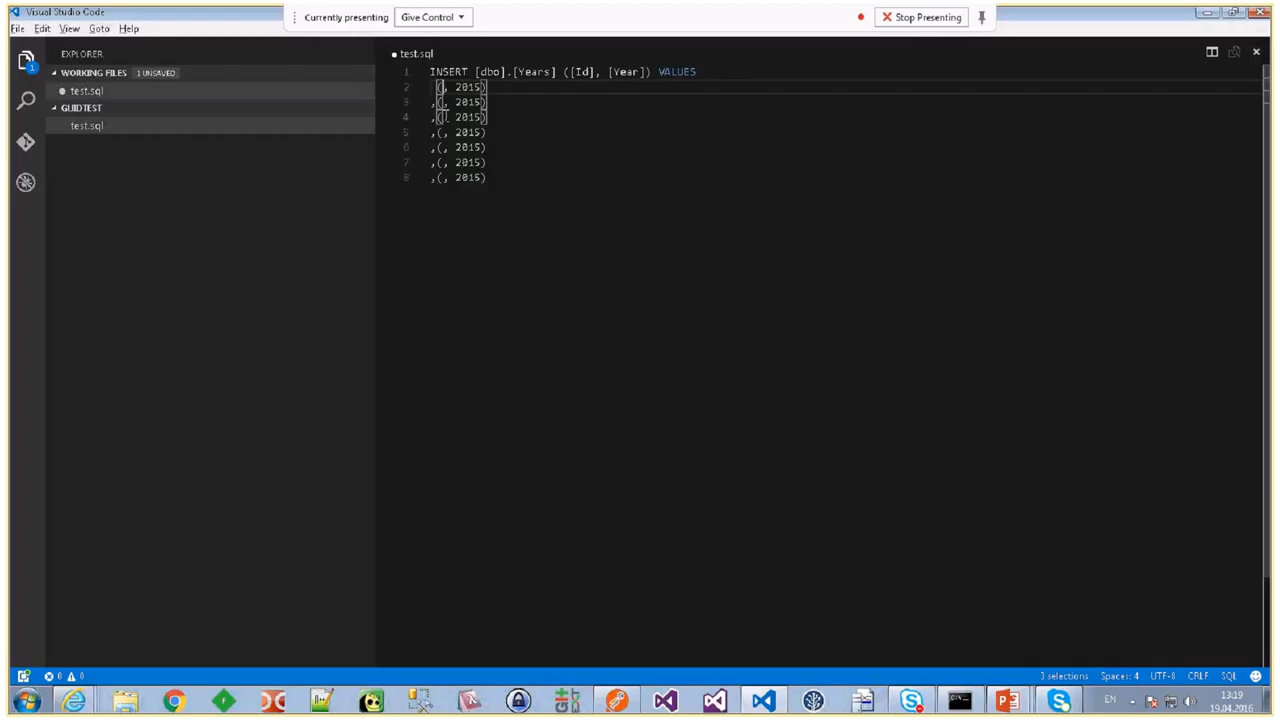 Visual Studio Code
Currently presenting
Give Control
Stop Presenting
File Edit View Goto Help
EXPLORER
WORKING FILES 1 UNSAVED
test.sql
GUIDTEST
test.sql
1
test.sql
1 INSERT [dbo].[Years] ([Id], [Year]) VALUES
2 (, 2015)
3 ,(, 2015)
4 ,( 2015)
5 ,(, 2015)
6 ,(, 2015)
7 ,(, 2015)
8 ,(, 2015)
0 0
3 selections Spaces: 4 UTF-8 CRLF SQL
EN
13:19
19.04.2016